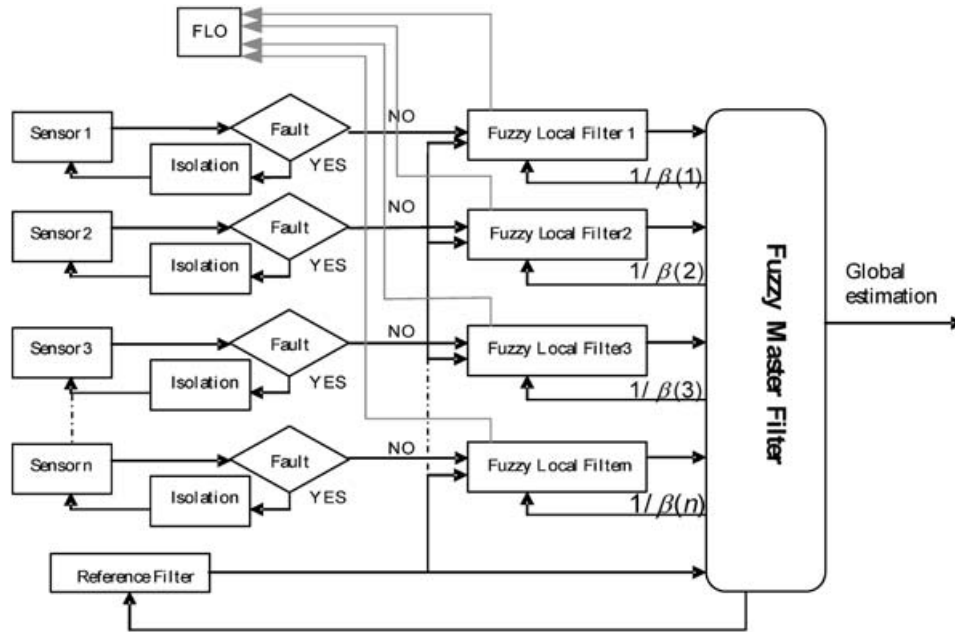 FLO
Sensor 1
Fault
NO
Isolation
YES
Fuzzy Local Filter 1
1/ β(1)
Sensor 2
Fault
NO
Isolation
YES
Fuzzy Local Filter2
1/ β(2)
Sensor 3
Fault
NO
Isolation
YES
Fuzzy Local Filter3
1/ β(3)
Sensor n
Fault
NO
Isolation
YES
Fuzzy Local Filtern
1/ β(n)
Reference Filter
Fuzzy Master Filter
Global
estimation